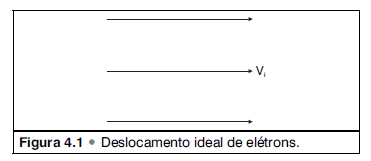 Vi
Figura 4.1 • Deslocamento ideal de elétrons.